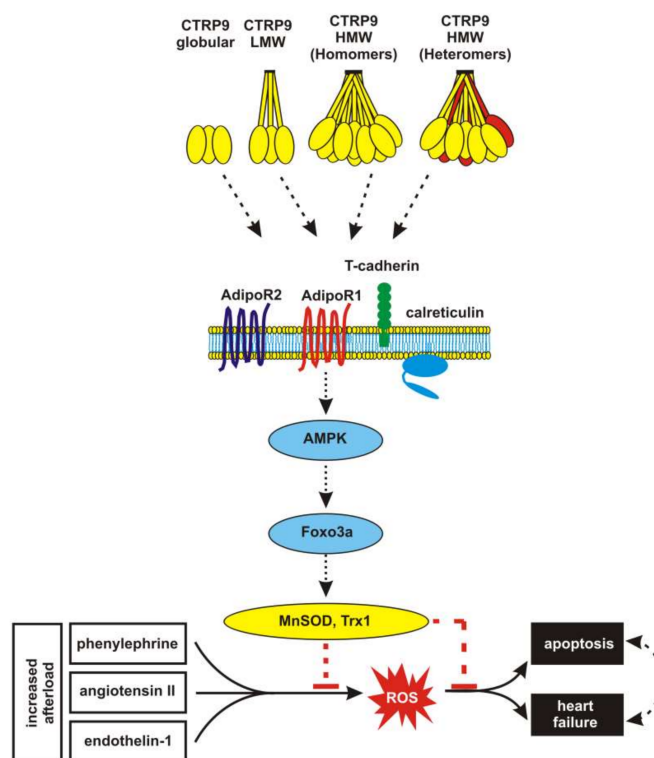 CTRP9
globular
CTRP9
LMW
CTRP9
HMW
(Homomers)
CTRP9
HMW
(Heteromers)
T-cadherin
AdipoR2
AdipoR1
calreticulin
AMPK
Foxo3a
MnSOD, Trx1
increased
afterload
phenylephrine
angiotensin II
endothelin-1
ROS
apoptosis
heart
failure